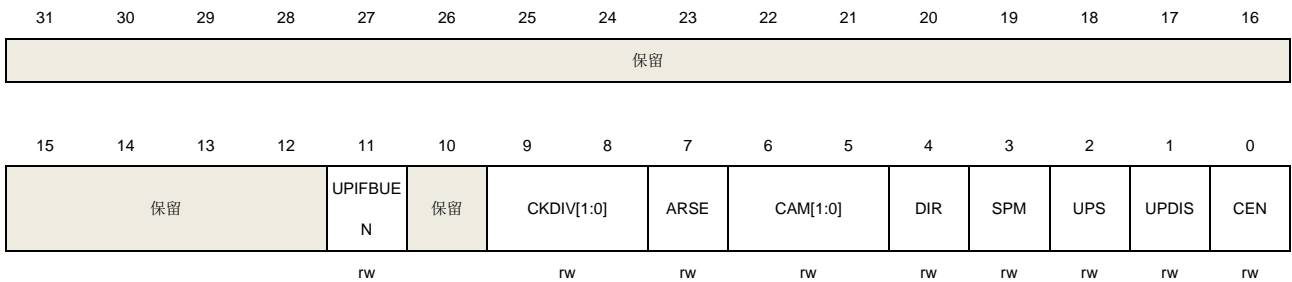 31 30 29 28 27 26 25 24 23 22 21 20 19 18 17 16
保留
15 14 13 12 11 10 9 8 7 6 5 4 3 2 1 0
保留 UPIFBUE
N 保留 CKDIV[1:0] ARSE CAM[1:0] DIR SPM UPS UPDIS CEN
rw rw rw rw rw rw rw rw rw